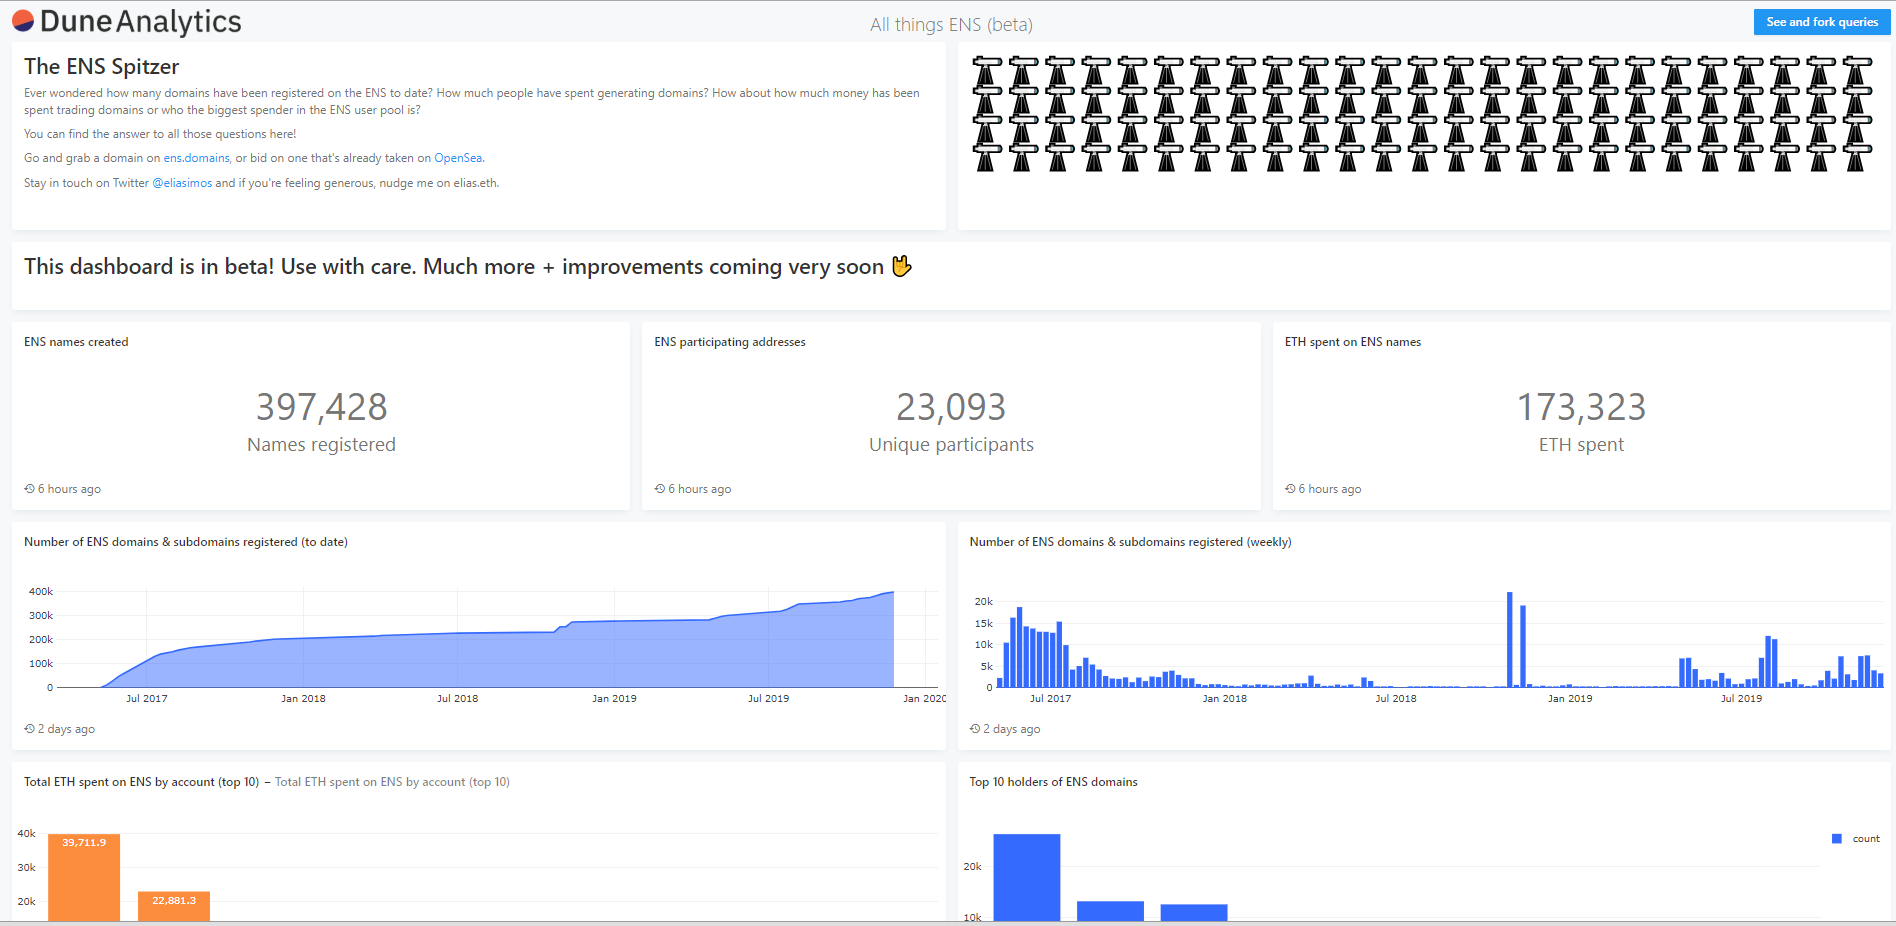 Dune Analytics
All things ENS (beta)
See and fork queries
The ENS Spitzer
Ever wondered how many domains have been registered on the ENS to date? How much people have spent generating domains? How about how much money has been
spent trading domains or who the biggest spender in the ENS user pool is?
You can find the answer to all those questions here!
Go and grab a domain on ens.domains, or bid on one that's already taken on OpenSea.
Stay in touch on Twitter @eliasimos and if you're feeling generous, nudge me on elias.eth.
This dashboard is in beta! Use with care. Much more + improvements coming very soon 🤘
ENS names created
397,428
Names registered
6 hours ago
ENS participating addresses
23,093
Unique participants
6 hours ago
ETH spent on ENS names
173,323
ETH spent
6 hours ago
Number of ENS domains & subdomains registered (to date)
400k
300k
200k
100k
0
Jul 2017 Jan 2018 Jul 2018 Jan 2019 Jul 2019 Jan 2020
2 days ago
Number of ENS domains & subdomains registered (weekly)
20k
15k
10k
5k
0
Jul 2017 Jan 2018 Jul 2018 Jan 2019 Jul 2019
2 days ago
Total ETH spent on ENS by account (top 10) – Total ETH spent on ENS by account (top 10)
40k
30k
20k
39,711.9
22,881.3
Top 10 holders of ENS domains
20k
10k
count